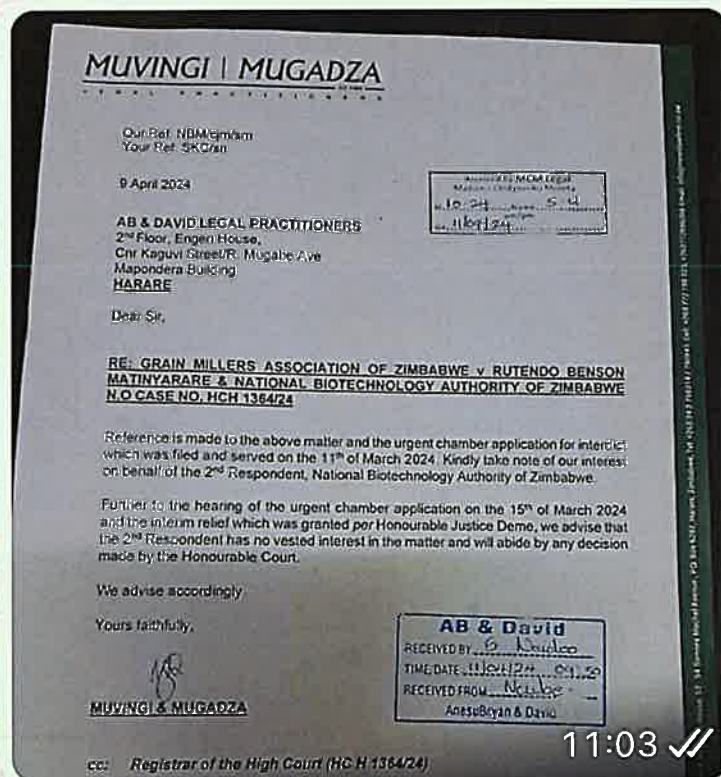 MUVINGI | MUGADZA
LEGAL PRACTITIONERS
Our Ref: NBM/cjm/sm
Your Ref: SKC/sn
9 April 2024
AB & DAVID LEGAL PRACTITIONERS
2nd Floor, Engen House,
Cnr Kaguvi Street/R. Mugabe Ave
Mapondera Building
HARARE
Dear Sir,
RE: GRAIN MILLERS ASSOCIATION OF ZIMBABWE v RUTENDO BENSON
MATINYARARE & NATIONAL BIOTECHNOLOGY AUTHORITY OF ZIMBABWE
N.O CASE NO. HCH 1364/24
Reference is made to the above matter and the urgent chamber application for interdict
which was filed and served on the 11th of March 2024. Kindly take note of our interest
on behalf of the 2nd Respondent, National Biotechnology Authority of Zimbabwe.
Further to the hearing of the urgent chamber application on the 15th of March 2024
and the interim relief which was granted per Honourable Justice Deme, we advise that
the 2nd Respondent has no vested interest in the matter and will abide by any decision
made by the Honourable Court.
We advise accordingly
Yours faithfully,
MUVINGI & MUGADZA
AB & David
RECEIVED BY
TIME/DATE 11/04/24
RECEIVED FROM Ncube
AnesuBryan & David
cc: Registrar of the High Court (HC H 1364/24)
11:03